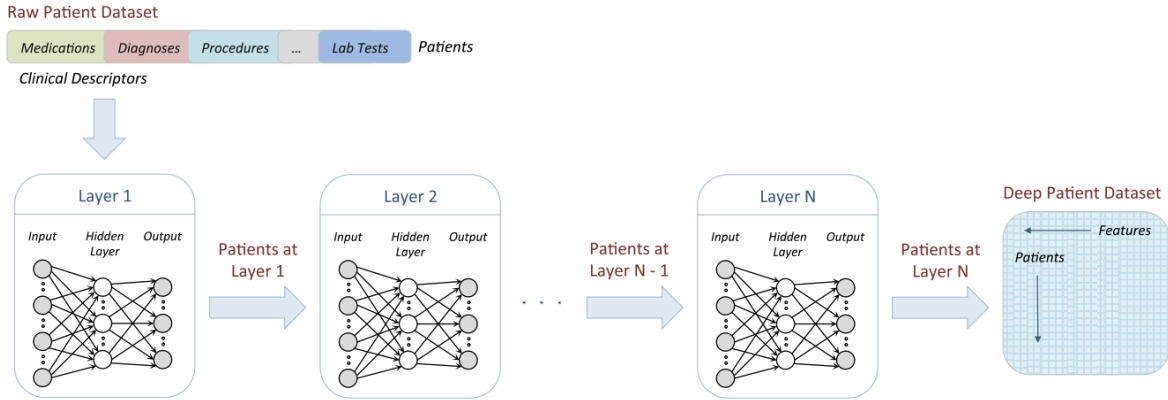 Raw Patient Dataset
Medications Diagnoses Procedures ... Lab Tests Patients
Clinical Descriptors
Layer 1
Input Hidden Layer Output
Patients at
Layer 1
Layer 2
Input Hidden Layer Output
. . .
Patients at
Layer N - 1
Layer N
Input Hidden Layer Output
Patients at
Layer N
Deep Patient Dataset
Features
Patients